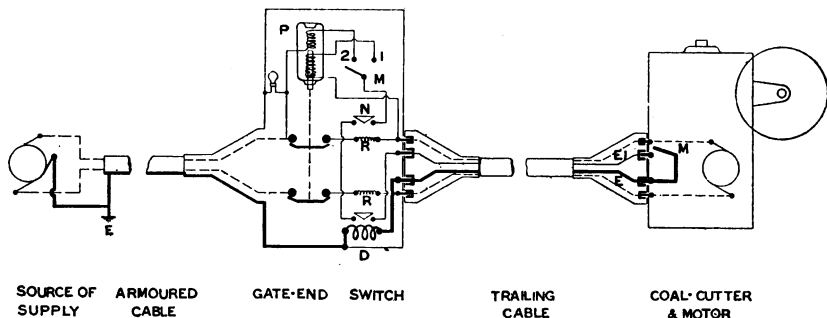 P
2
1
M
N
R
R
D
E
E1
E
M
SOURCE OF SUPPLY
ARMOURED CABLE
GATE-END SWITCH
TRAILING CABLE
COAL-CUTTER & MOTOR